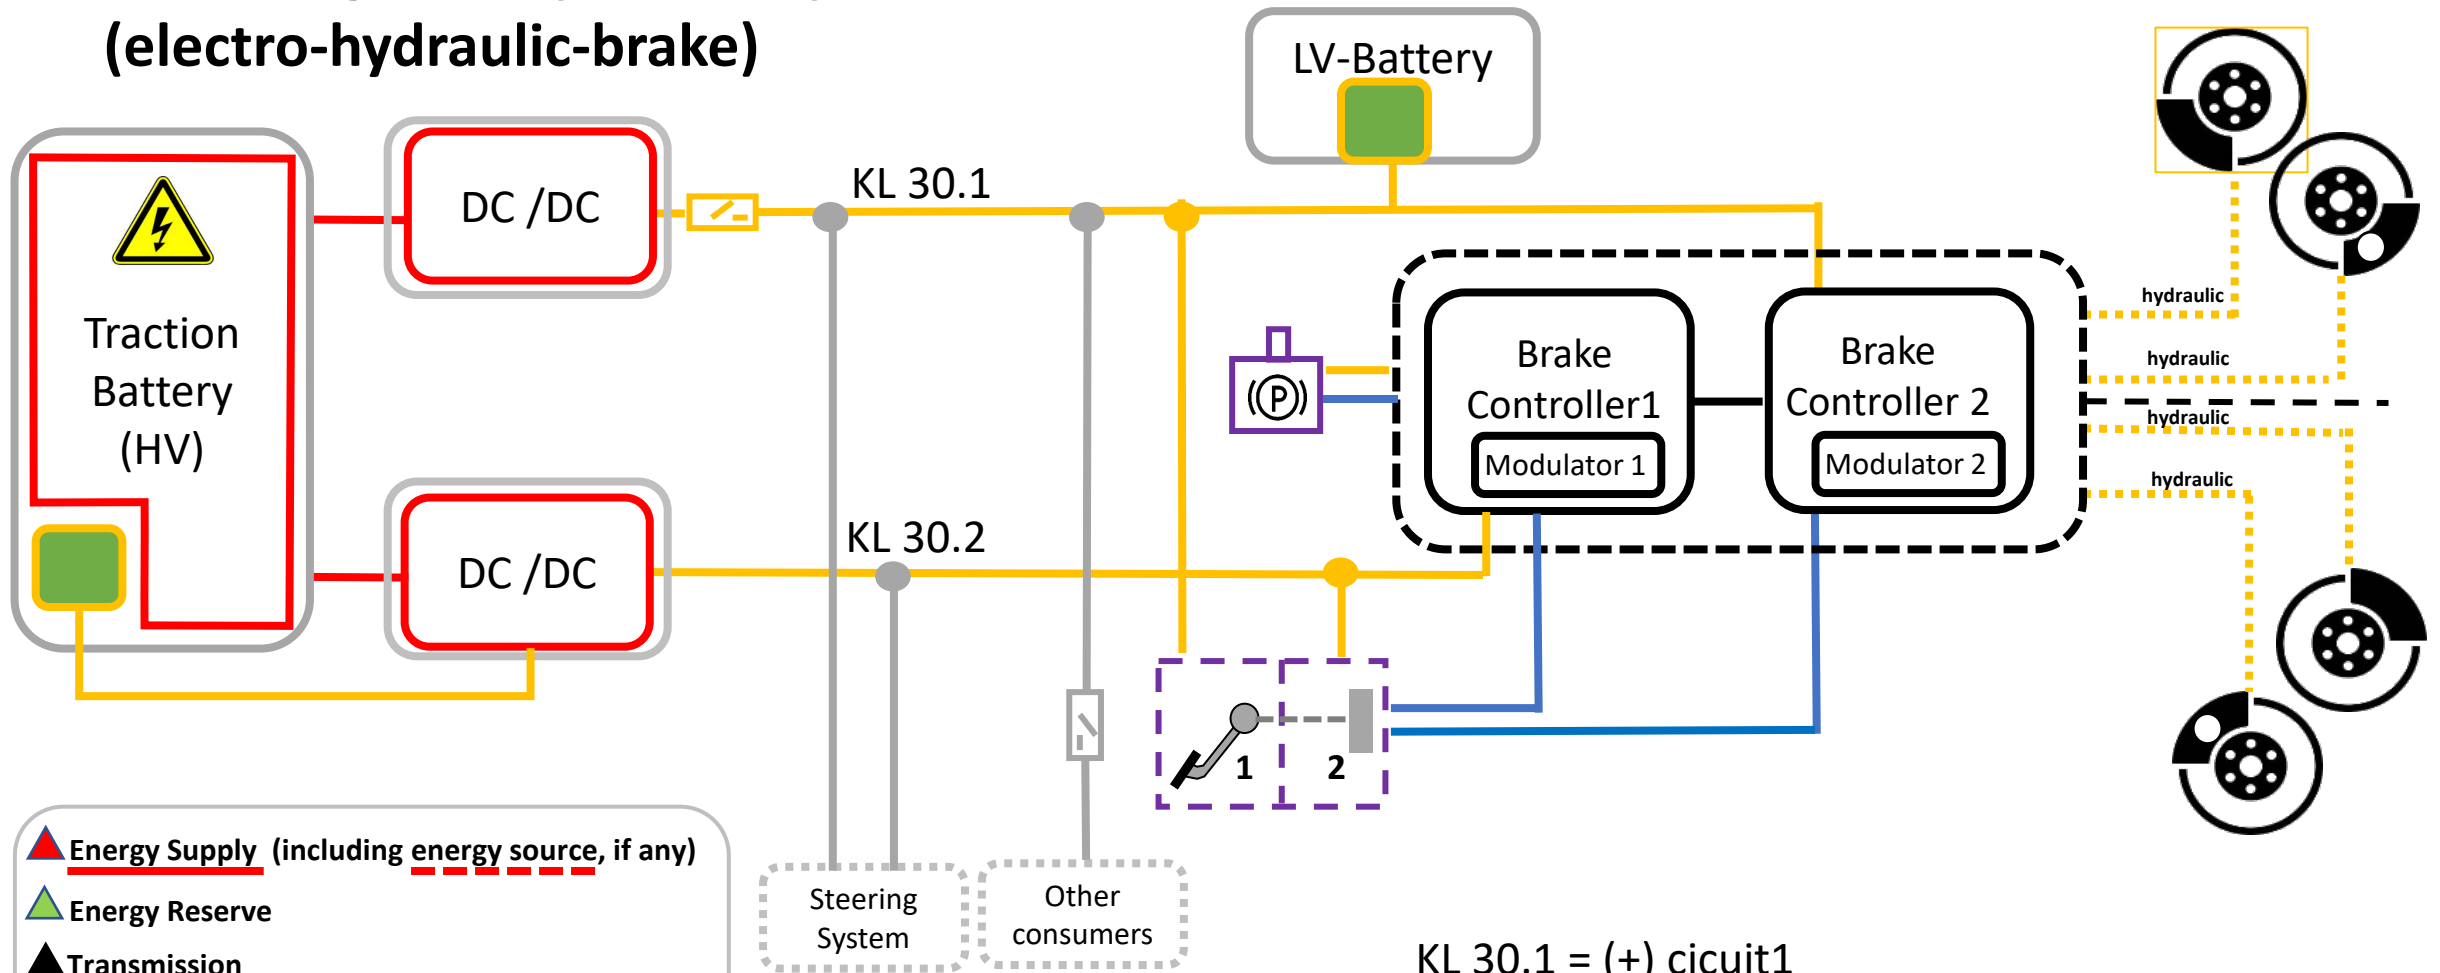 (electro-hydraulic-brake)
LV-Battery
DC /DC
KL 30.1
Traction
Battery
(HV)
hydraulic
hydraulic
hydraulic
hydraulic
(P)
Brake
Controller1
Modulator 1
Brake
Controller 2
Modulator 2
DC /DC
KL 30.2
1
2
Energy Supply (including energy source, if any)
Energy Reserve
Transmission
Steering
System
Other
consumers
KL 30.1 = (+) cicuit1